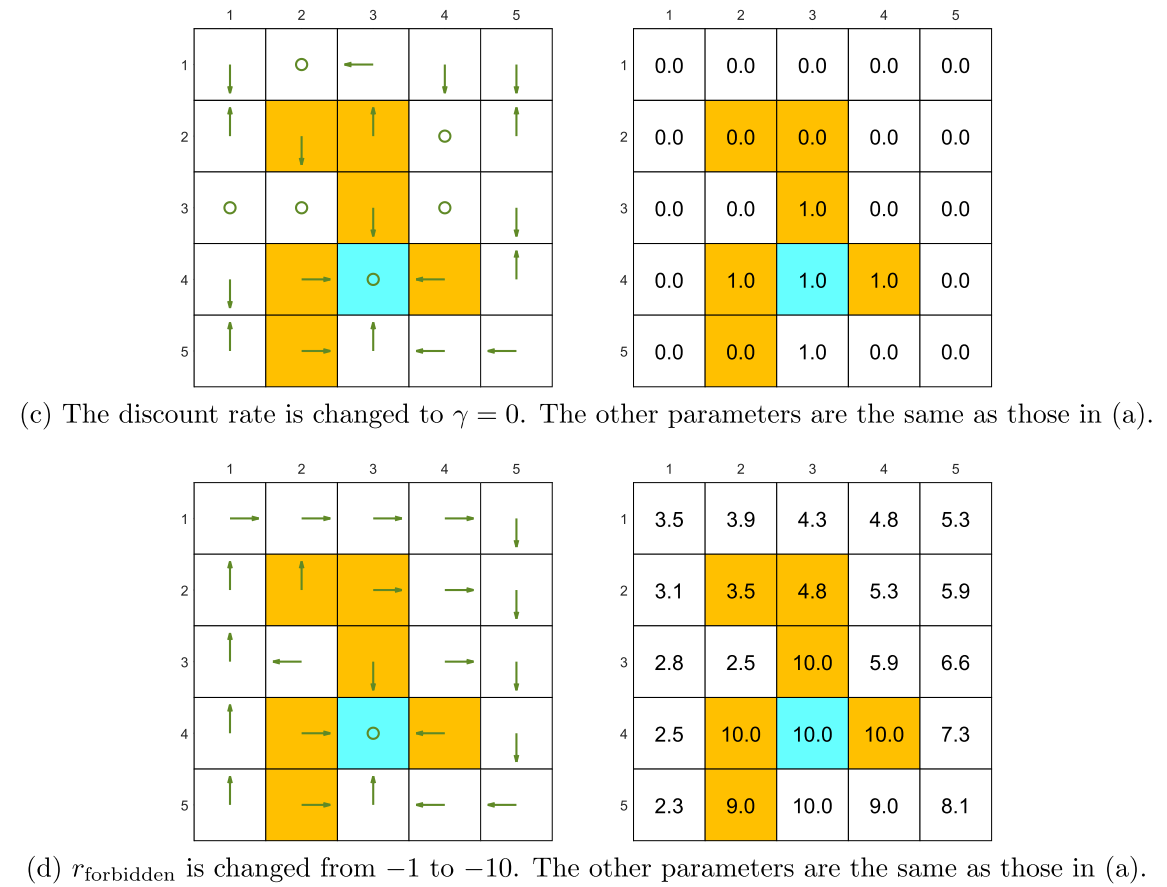 1 2 3 4 5 1 2 3 4 5
1 1 0.0 0.0 0.0 0.0 0.0
2 2 0.0 0.0 0.0 0.0 0.0
3 3 0.0 0.0 1.0 0.0 0.0
4 4 0.0 1.0 1.0 1.0 0.0
5 5 0.0 0.0 1.0 0.0 0.0
(c) The discount rate is changed to γ = 0. The other parameters are the same as those in (a).
1 2 3 4 5 1 2 3 4 5
1 1 3.5 3.9 4.3 4.8 5.3
2 2 3.1 3.5 4.8 5.3 5.9
3 3 2.8 2.5 10.0 5.9 6.6
4 4 2.5 10.0 10.0 10.0 7.3
5 5 2.3 9.0 10.0 9.0 8.1
(d) r_forbidden is changed from −1 to −10. The other parameters are the same as those in (a).